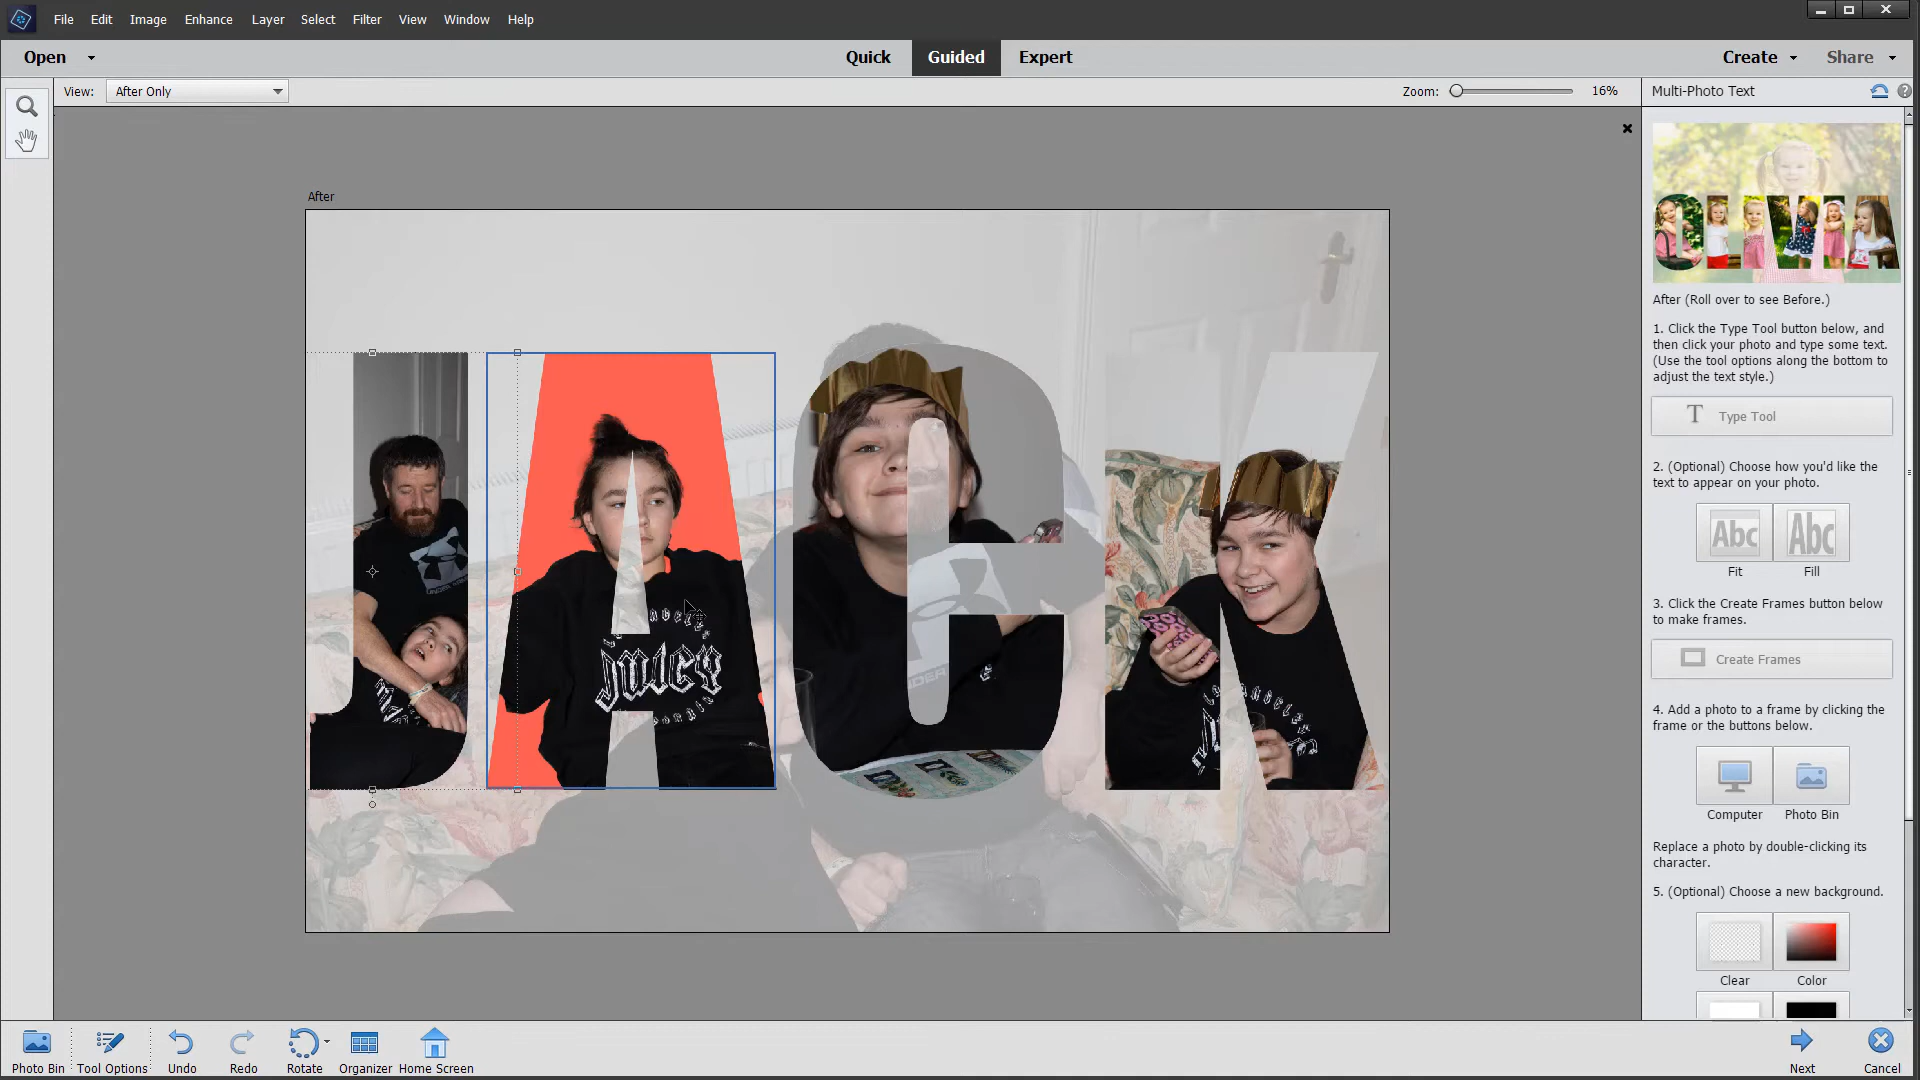 File Edit Image Enhance Layer Select Filter View Window Help
Open Quick Guided Expert Create Share
View: After Only Zoom: 16% Multi-Photo Text
After
JACK
juicy
OLIVIA
After (Roll over to see Before.)
1. Click the Type Tool button below, and
then click your photo and type some text.
(Use the tool options along the bottom to
adjust the text style.)
T Type Tool
2. (Optional) Choose how you'd like the
text to appear on your photo.
Abc Abc
Fit Fill
3. Click the Create Frames button below
to make frames.
Create Frames
4. Add a photo to a frame by clicking the
frame or the buttons below.
Computer Photo Bin
Replace a photo by double-clicking its
character.
5. (Optional) Choose a new background.
Clear Color
Photo Bin Tool Options Undo Redo Rotate Organizer Home Screen Next Cancel